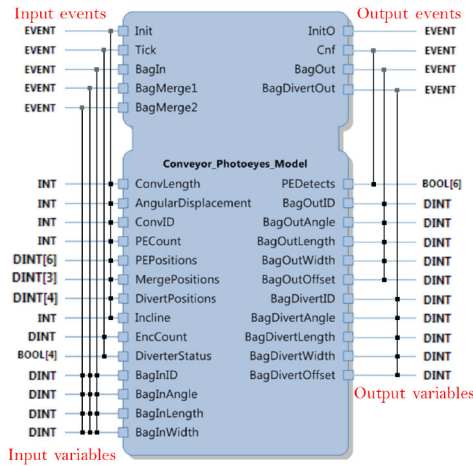 Input events Output events
EVENT Init InitO EVENT
EVENT Tick Cnf EVENT
EVENT BagIn BagOut EVENT
EVENT BagMerge1 BagDivertOut EVENT
EVENT BagMerge2
Conveyor_Photoeyes_Model
INT ConvLength PEDetects BOOL[6]
INT AngularDisplacement BagOutID DINT
INT ConvID BagOutAngle DINT
INT PECount BagOutLength DINT
DINT[6] PEPositions BagOutWidth DINT
DINT[3] MergePositions BagOutOffset DINT
DINT[4] DivertPositions BagDivertID DINT
INT Incline BagDivertAngle DINT
DINT EncCount BagDivertLength DINT
BOOL[4] DiverterStatus BagDivertWidth DINT
DINT BagInID BagDivertOffset DINT
DINT BagInAngle Output variables
DINT BagInLength
DINT BagInWidth
Input variables